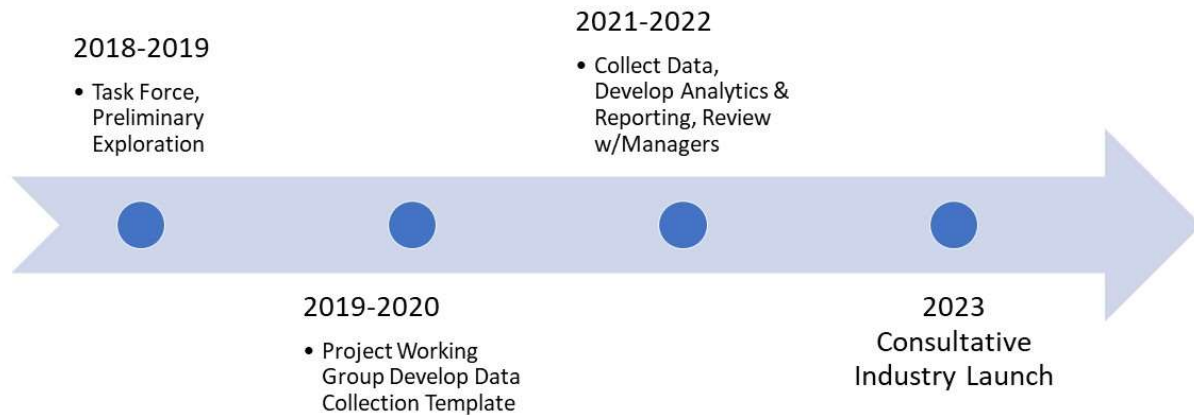 2018-2019
• Task Force,
Preliminary
Exploration
2019-2020
• Project Working
Group Develop Data
Collection Template
2021-2022
• Collect Data,
Develop Analytics &
Reporting, Review
w/Managers
2023
Consultative
Industry Launch